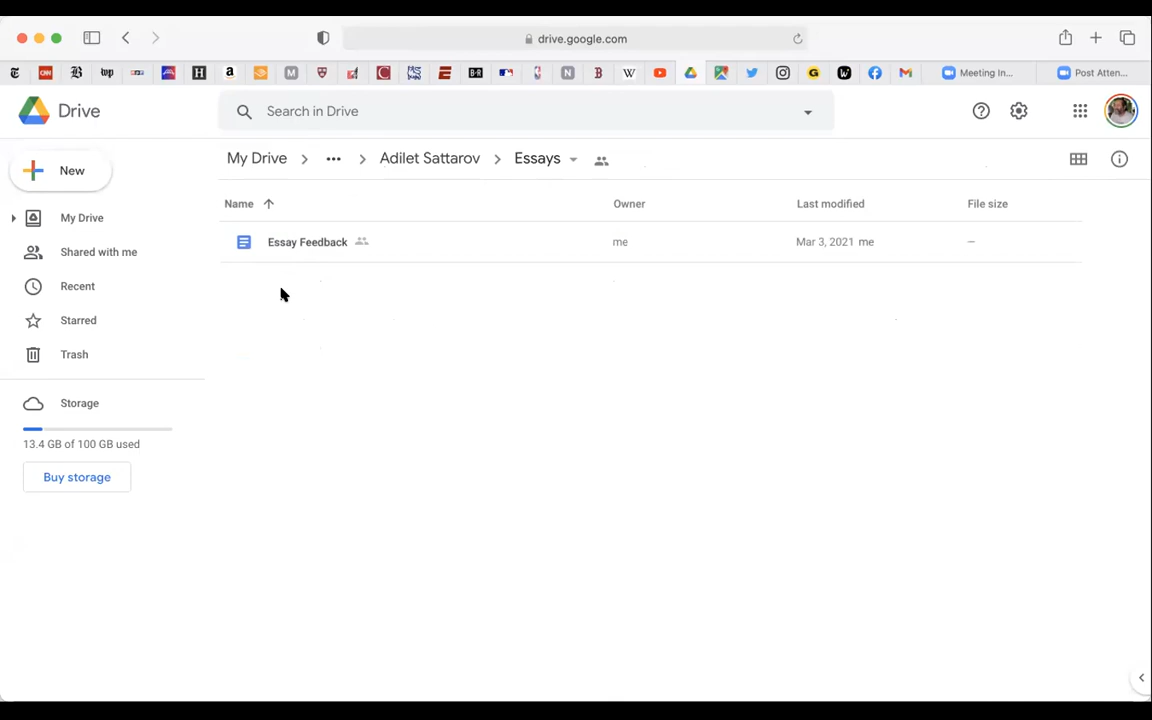 drive.google.com
CNN B wp H a M C E B·R N B W G W Meeting In... Post Atten...
Drive
Search in Drive
New
My Drive
Shared with me
Recent
Starred
Trash
Storage
13.4 GB of 100 GB used
Buy storage
My Drive > ••• > Adilet Sattarov > Essays
Name Owner Last modified File size
Essay Feedback me Mar 3, 2021 me —